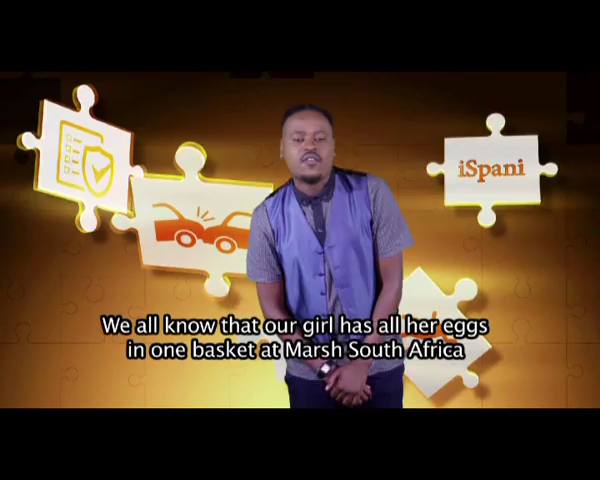 iSpani
We all know that our girl has all her eggs
in one basket at Marsh South Africa